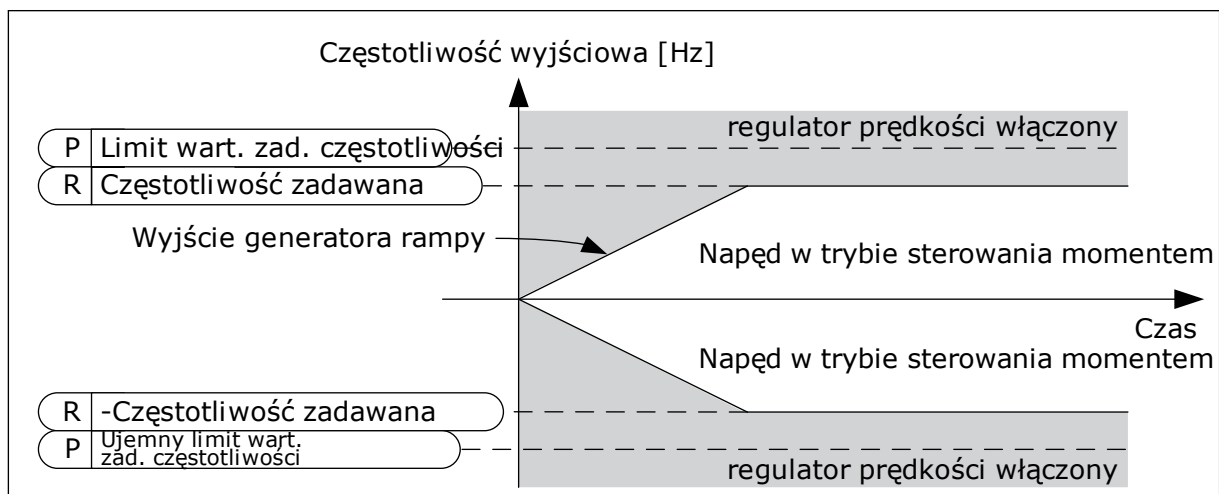 Częstotliwość wyjściowa [Hz]
regulator prędkości włączony
P Limit wart. zad. częstotliwości
R Częstotliwość zadawana
Wyjście generatora rampy
Napęd w trybie sterowania momentem
Czas
Napęd w trybie sterowania momentem
R -Częstotliwość zadawana
P Ujemny limit wart.
zad. częstotliwości
regulator prędkości włączony